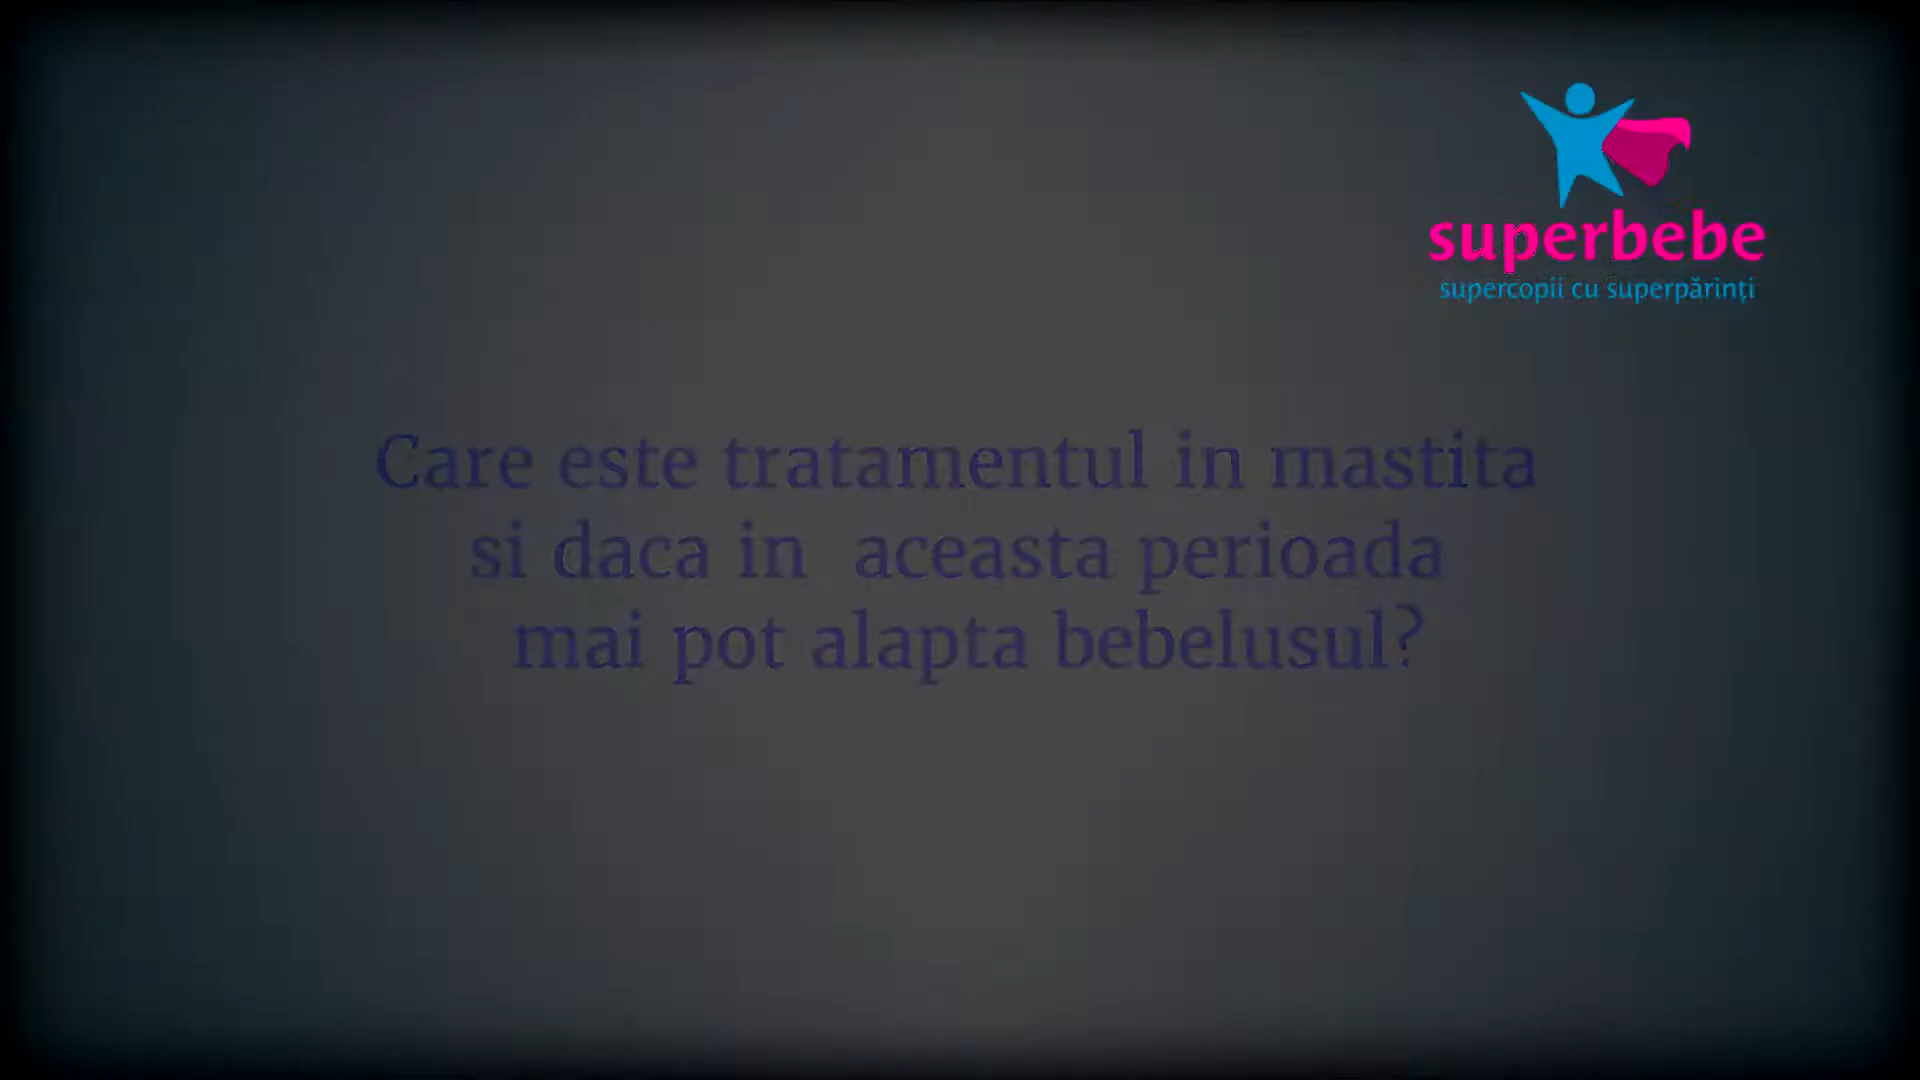 superbebe
supercopii cu superpărinți
Care este tratamentul in mastita
si daca in aceasta perioada
mai pot alapta bebelusul?